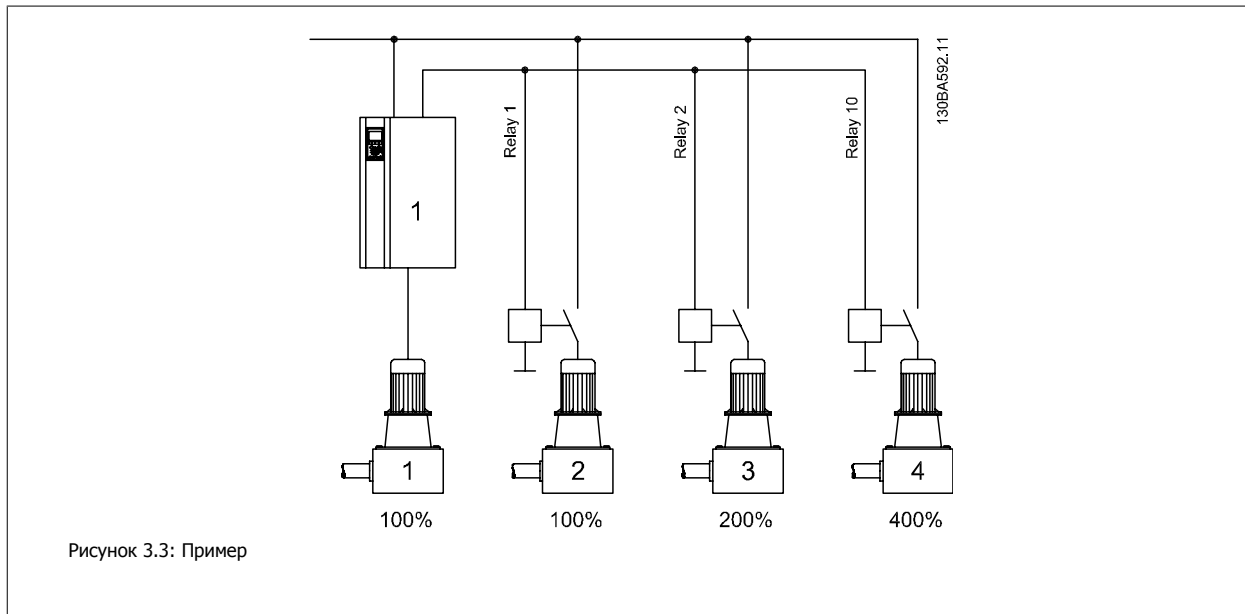 130BA592.11
Relay 1
Relay 2
Relay 10
1
1
2
3
4
100%
100%
200%
400%
Рисунок 3.3: Пример